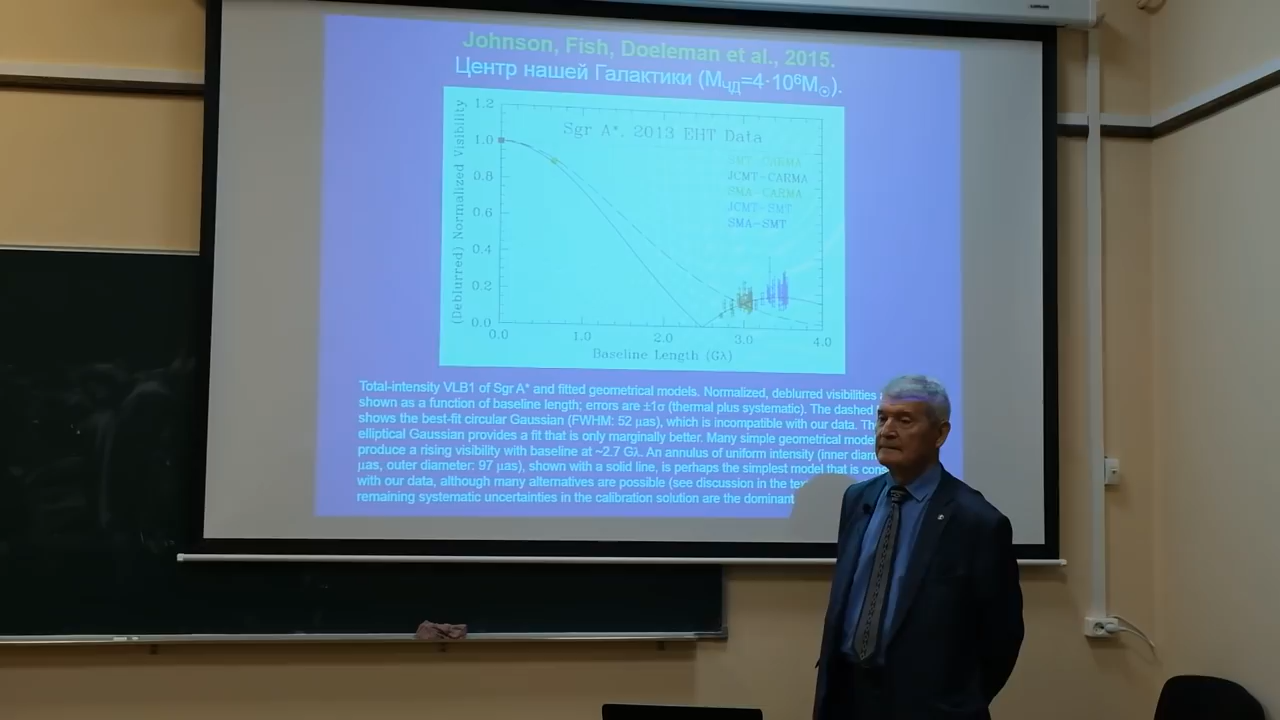 Johnson, Fish, Doeleman et al., 2015.
Центр нашей Галактики (Mчд=4·10⁶M☉).
Sgr A*. 2013 EHT Data
SMT-CARMA
JCMT-CARMA
SMA-CARMA
JCMT-SMT
SMA-SMT
(Deblurred) Normalized Visibility
1.2
1.0
0.8
0.6
0.4
0.2
0.0
0.0 1.0 2.0 3.0 4.0
Baseline Length (Gλ)
Total-intensity VLB1 of Sgr A* and fitted geometrical models. Normalized, deblurred visibilities
shown as a function of baseline length; errors are ±1σ (thermal plus systematic). The dashed
shows the best-fit circular Gaussian (FWHM: 52 µas), which is incompatible with our data.
elliptical Gaussian provides a fit that is only marginally better. Many simple geometrical
produce a rising visibility with baseline at ~2.7 Gλ. An annulus of uniform intensity (inner
µas, outer diameter: 97 µas), shown with a solid line, is perhaps the simplest model that is
with our data, although many alternatives are possible (see discussion in the
remaining systematic uncertainties in the calibration solution are the dominant